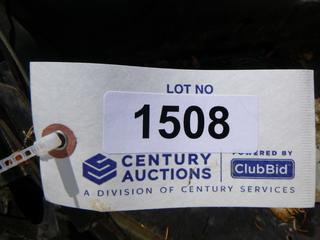 LOT NO
1508
CENTURY AUCTIONS
POWERED BY
ClubBid
A DIVISION OF CENTURY SERVICES